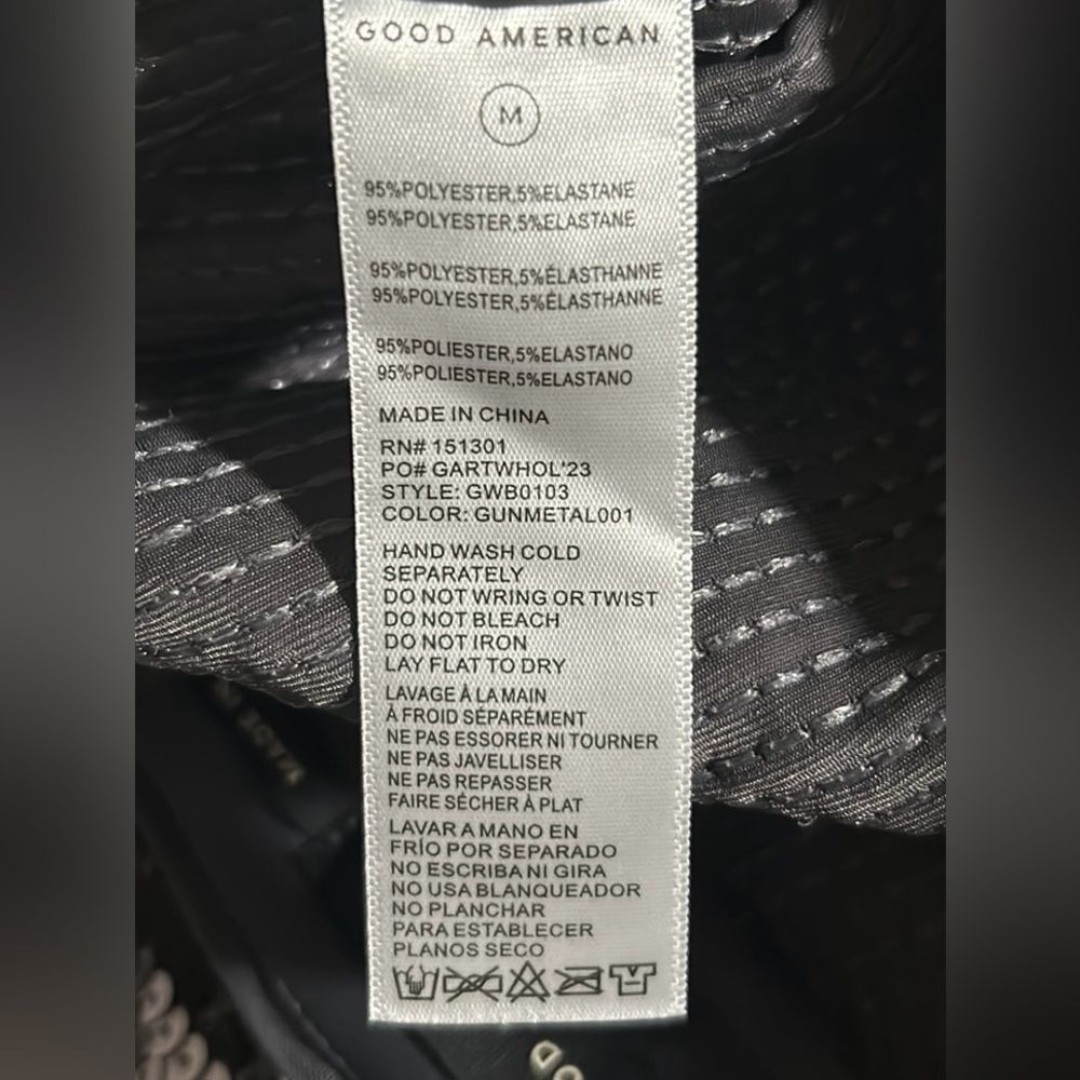 GOOD AMERICAN
M
95%POLYESTER,5%ELASTANE
95%POLYESTER,5%ELASTANE
95%POLYESTER,5%ÉLASTHANNE
95%POLYESTER,5%ÉLASTHANNE
95%POLIESTER,5%ELASTANO
95%POLIESTER,5%ELASTANO
MADE IN CHINA
RN# 151301
PO# GARTWHOL'23
STYLE: GWB0103
COLOR: GUNMETAL001
HAND WASH COLD
SEPARATELY
DO NOT WRING OR TWIST
DO NOT BLEACH
DO NOT IRON
LAY FLAT TO DRY
LAVAGE À LA MAIN
À FROID SÉPARÉMENT
NE PAS ESSORER NI TOURNER
NE PAS JAVELLISER
NE PAS REPASSER
FAIRE SÉCHER À PLAT
LAVAR A MANO EN
FRÍO POR SEPARADO
NO ESCRIBA NI GIRA
NO USA BLANQUEADOR
NO PLANCHAR
PARA ESTABLECER
PLANOS SECO